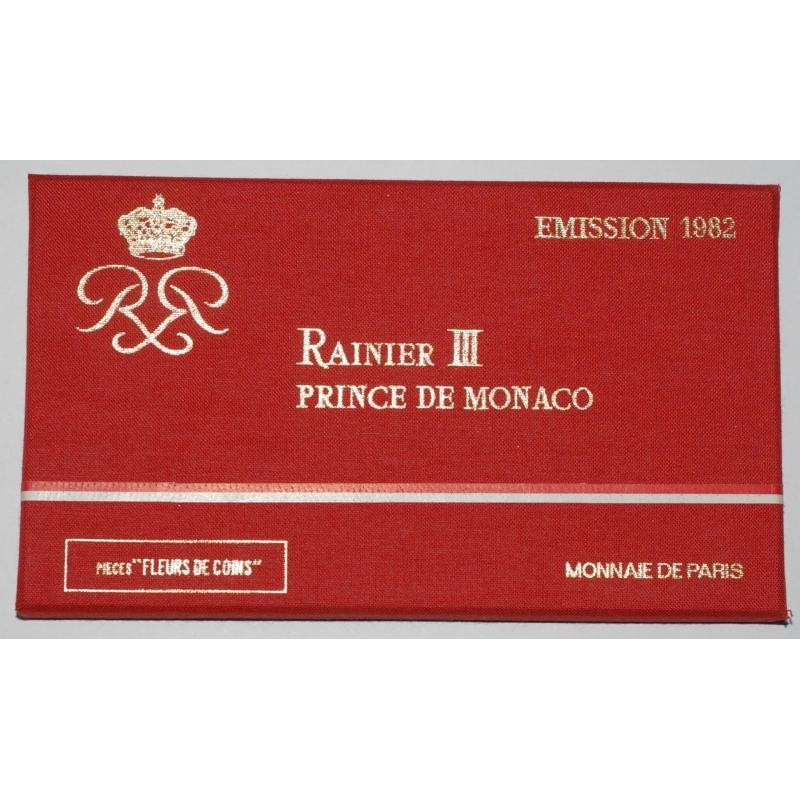 EMISSION 1982
RAINIER III
PRINCE DE MONACO
PIECES "FLEURS DE COINS"
MONNAIE DE PARIS